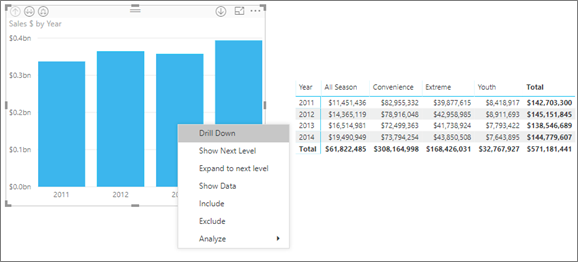 Sales $ by Year
$0.4bn
$0.3bn
$0.2bn
$0.1bn
$0.0bn
2011 2012
Drill Down
Show Next Level
Expand to next level
Show Data
Include
Exclude
Analyze
Year All Season Convenience Extreme Youth Total
2011 $11,451,436 $82,955,332 $39,877,615 $8,418,917 $142,703,300
2012 $14,365,119 $78,916,048 $42,958,985 $8,911,693 $145,151,845
2013 $16,514,981 $72,499,363 $41,738,924 $7,793,422 $138,546,689
2014 $19,490,949 $73,794,254 $43,850,508 $7,643,895 $144,779,607
Total $61,822,485 $308,164,998 $168,426,031 $32,767,927 $571,181,441